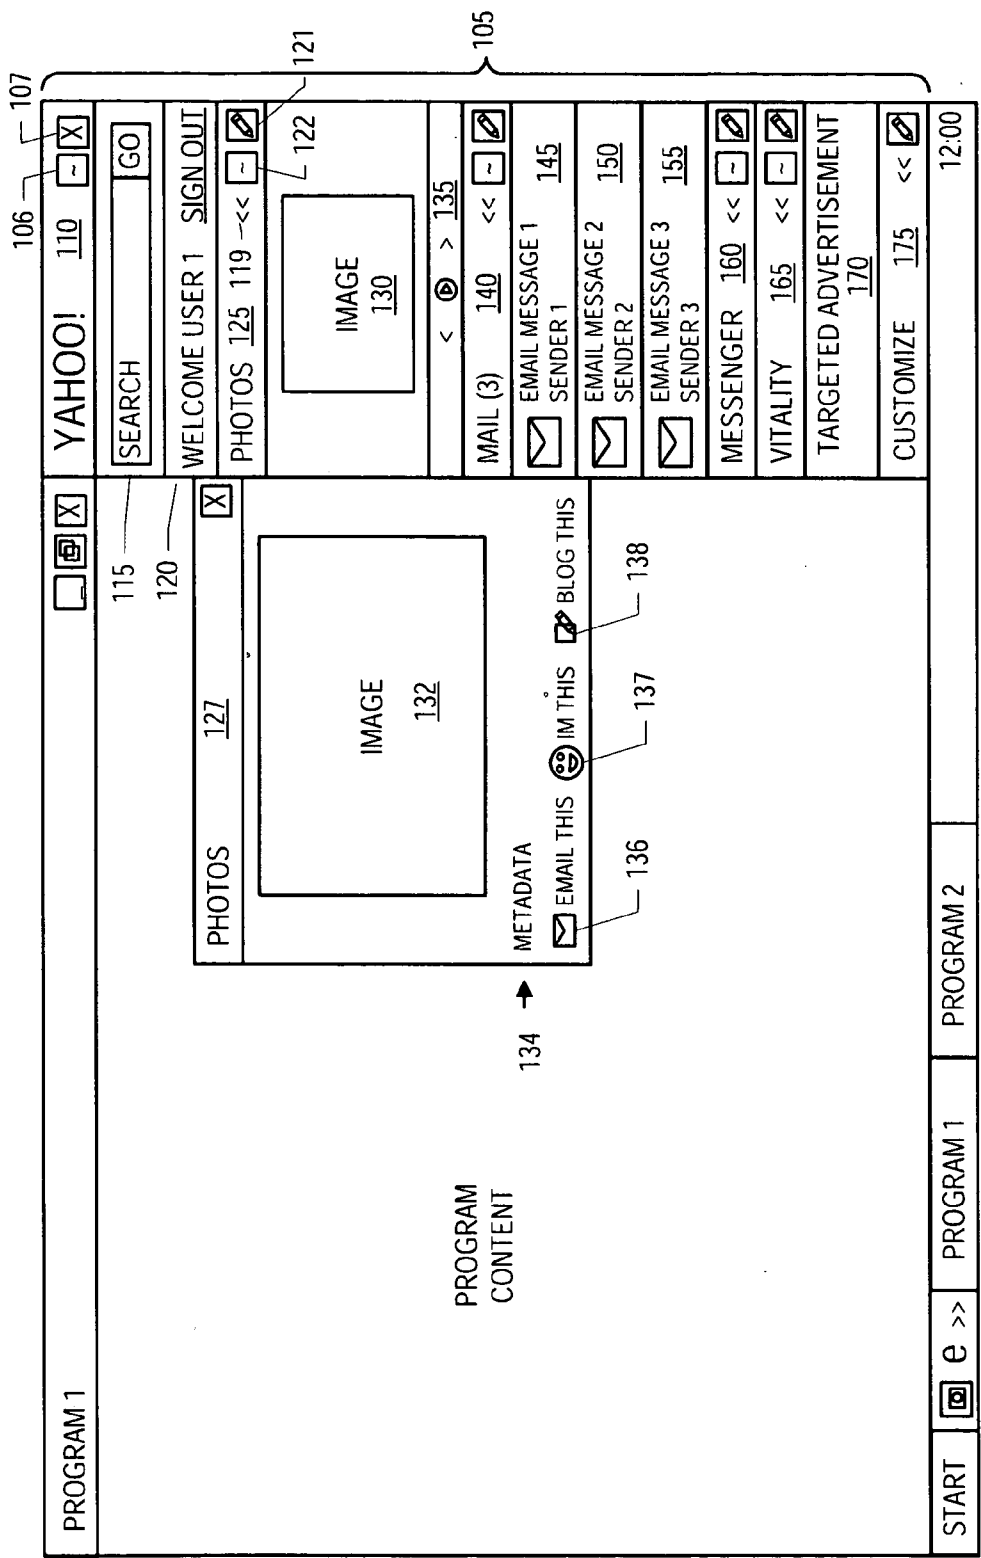 106
107
PROGRAM 1
YAHOO! 110 ~ X
X
SEARCH GO
115
WELCOME USER 1 SIGN OUT
120
PHOTOS 125 119 << ~
121
122
IMAGE
130
< > 135
105
PHOTOS 127 X
IMAGE
132
METADATA
134
EMAIL THIS IM THIS BLOG THIS
136
137
138
MAIL (3) 140 << ~
EMAIL MESSAGE 1 145
SENDER 1
EMAIL MESSAGE 2 150
SENDER 2
EMAIL MESSAGE 3 155
SENDER 3
MESSENGER 160 << ~
VITALITY 165 << ~
TARGETED ADVERTISEMENT
170
CUSTOMIZE 175 <<
PROGRAM
CONTENT
START e >> PROGRAM 1 PROGRAM 2 12:00